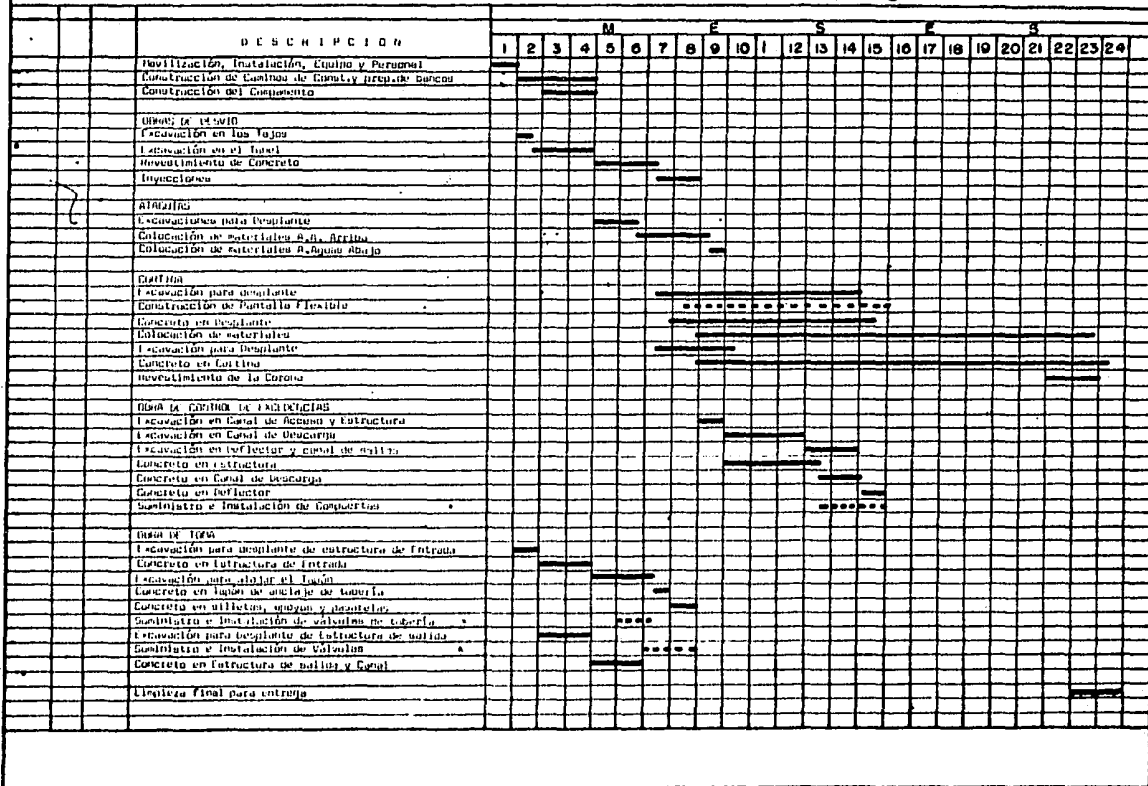 M E S E S
DESCRIPCION
1 2 3 4 5 6 7 8 9 10 1 12 13 14 15 16 17 18 19 20 21 22 23 24
Movilización, Instalación, Equipo y Personal
Construcción de Caminos de Const.y prep.de bancos
Construcción del Campamento
OBRAS DE DESVIO
Excavación en los Tajos
Excavación en el Tunel
Revestimiento de Concreto
Inyecciones
ATAGUIAS
Excavaciones para Desplante
Colocación de materiales A.A. Arriba
Colocación de materiales A.Aguas Abajo
CORTINA
Excavación para desplante
Construcción de Pantalla Flexible
Concreto en Desplante
Colocación de materiales
Excavación para Desplante
Concreto en Cortina
Revestimiento de la Corona
OBRA DE CONTROL DE EXCEDENCIAS
Excavación en Canal de Acceso y Estructura
Excavación en Canal de Descarga
Excavación en Deflector y canal de salida
Concreto en estructura
Concreto en Canal de Descarga
Concreto en Deflector
Suministro e Instalación de Compuertas
OBRA DE TOMA
Excavación para desplante de estructura de Entrada
Concreto en Estructura de Entrada
Excavación para alojar el Tapón
Concreto en Tapón de anclaje de tubería
Concreto en silletas, apoyos y pasarelas
Suministro e Instalación de válvulas de tubería
Excavación para Desplante de Estructura de salida
Suministro e Instalación de Válvulas
Concreto en Estructura de salida y Canal
Limpieza final para entrega